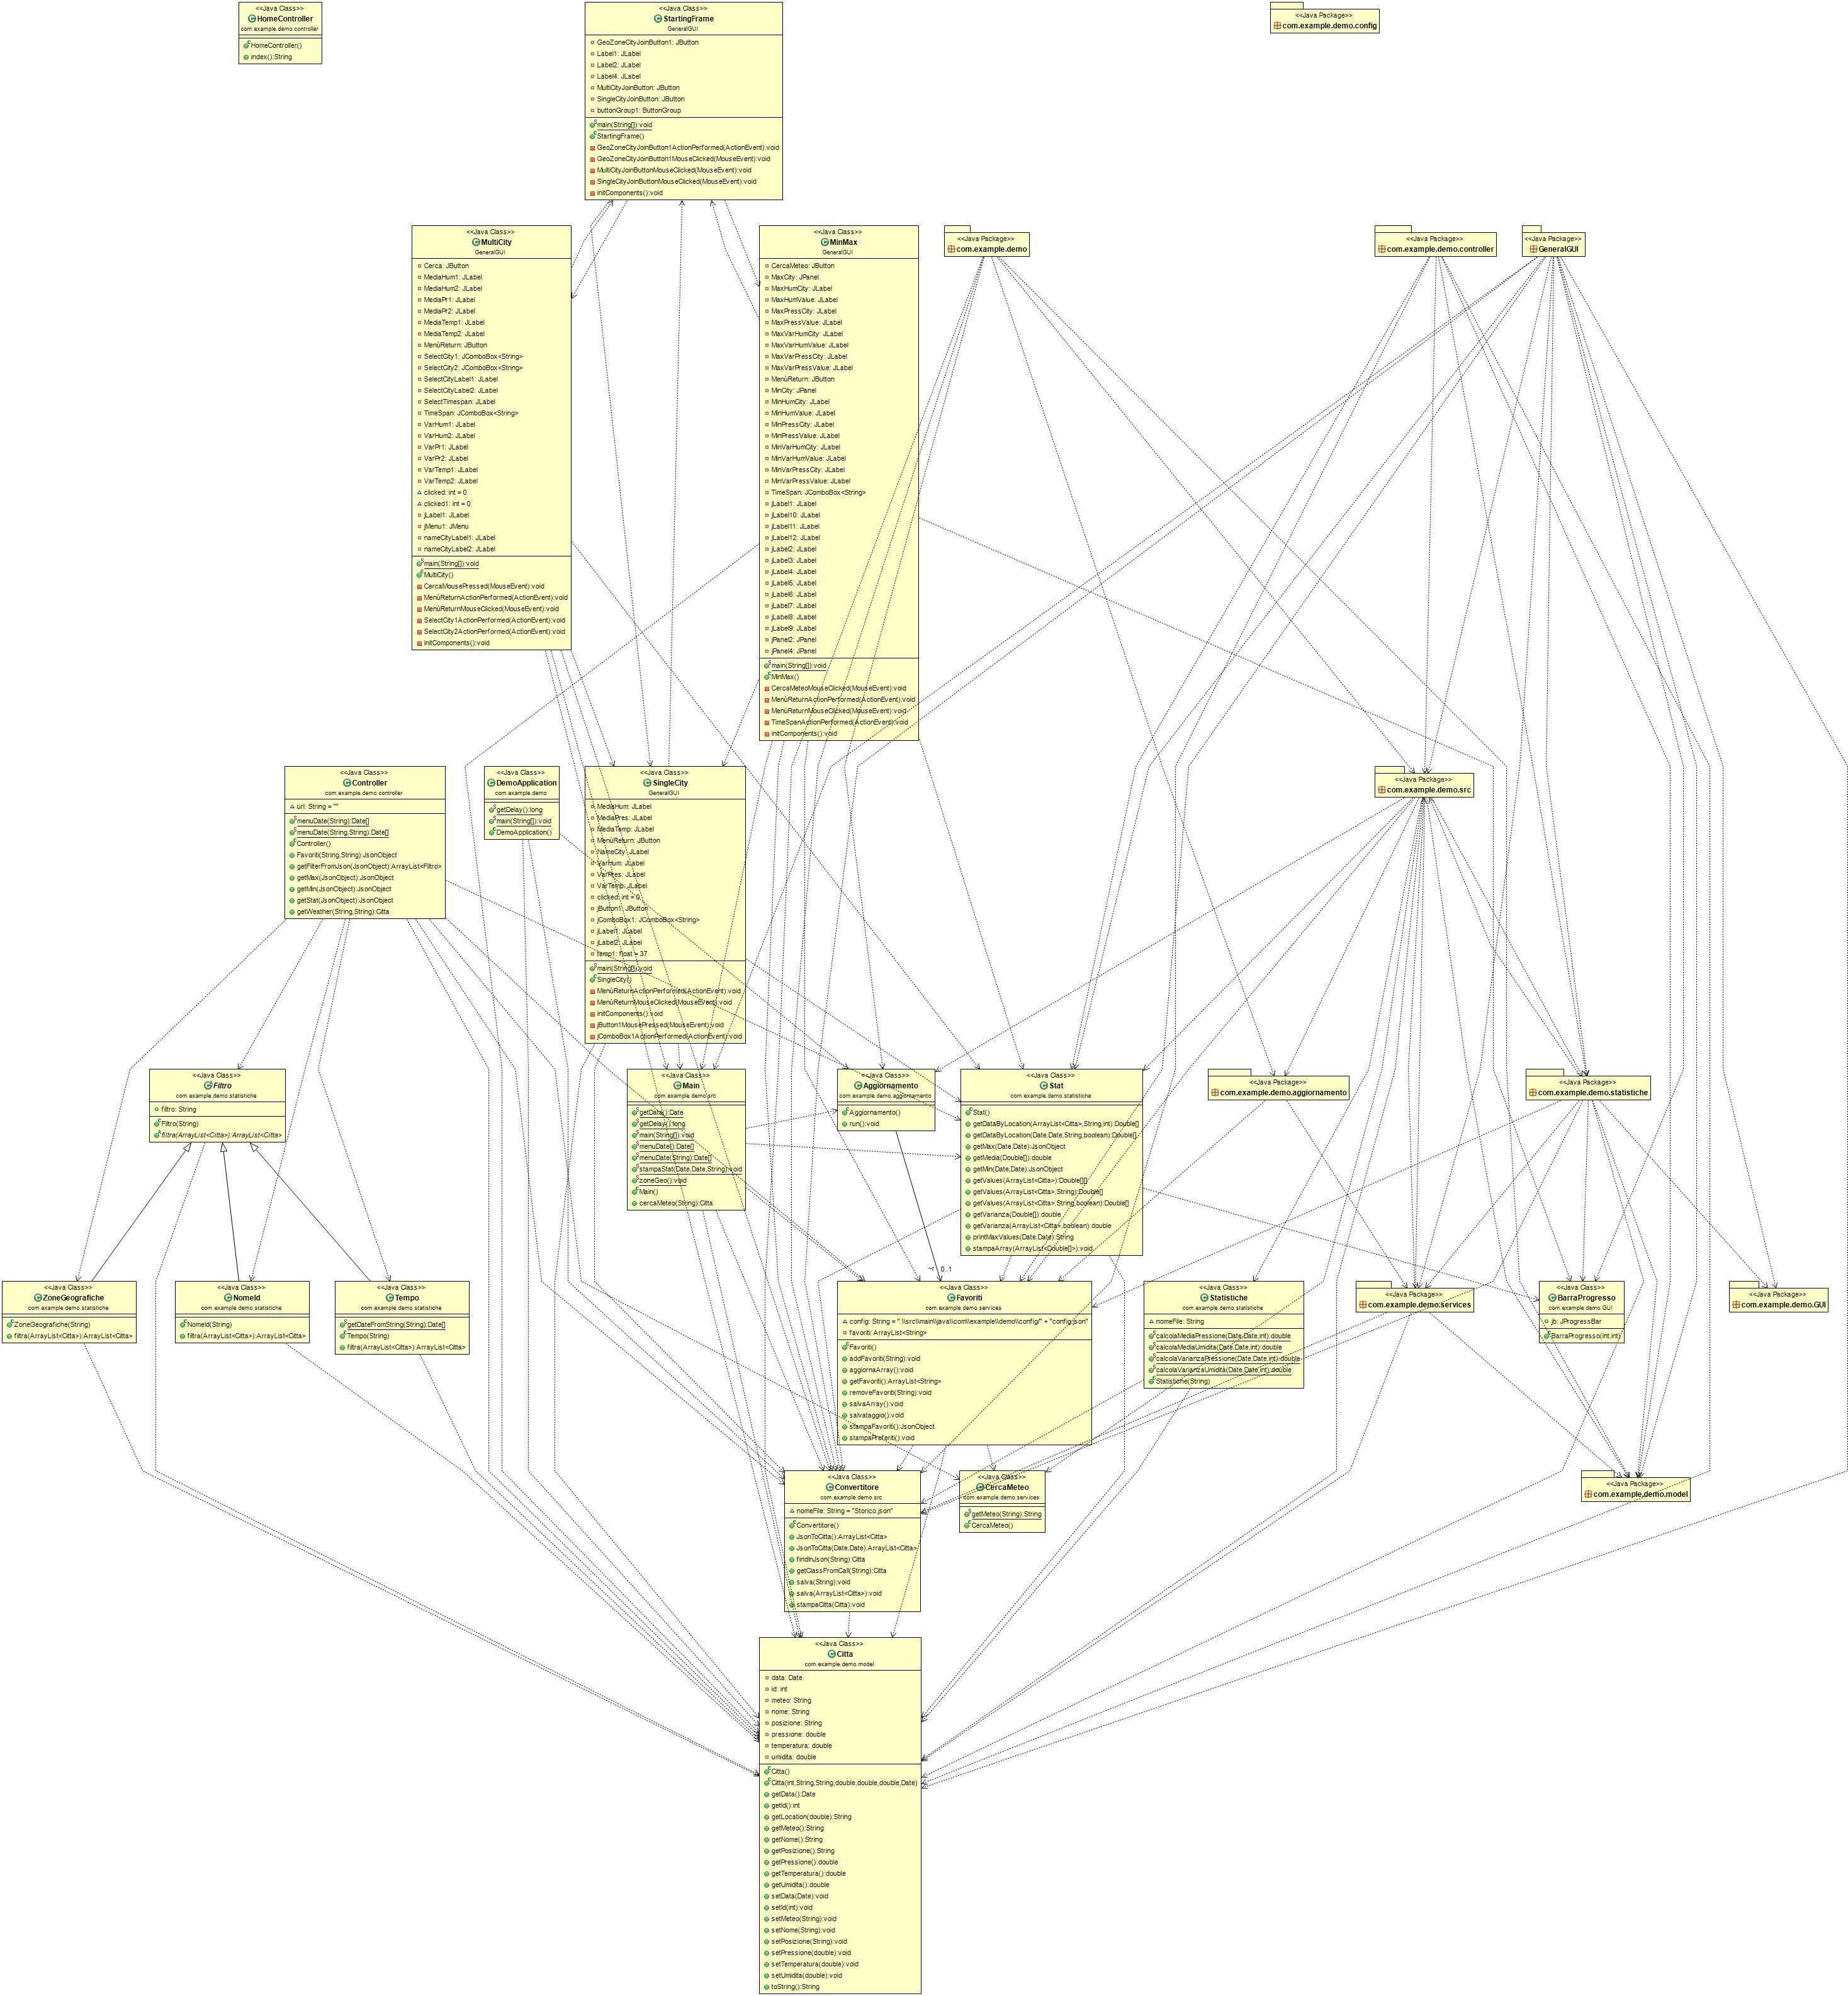 <<Java Class>>
HomeController
com.example.demo.controller
HomeController()
index():String
<<Java Class>>
StartingFrame
GeneralGUI
GeoZoneCityJoinButton1: JButton
Label1: JLabel
Label2: JLabel
Label4: JLabel
MultiCityJoinButton: JButton
SingleCityJoinButton: JButton
buttonGroup1: ButtonGroup
main(String[]):void
StartingFrame()
GeoZoneCityJoinButton1ActionPerformed(ActionEvent):void
GeoZoneCityJoinButton1MouseClicked(MouseEvent):void
MultiCityJoinButtonMouseClicked(MouseEvent):void
SingleCityJoinButtonMouseClicked(MouseEvent):void
initComponents():void
<<Java Package>>
com.example.demo.config
<<Java Class>>
MultiCity
GeneralGUI
Cerca: JButton
MediaHum1: JLabel
MediaHum2: JLabel
MediaPr1: JLabel
MediaPr2: JLabel
MediaTemp1: JLabel
MediaTemp2: JLabel
MenùReturn: JButton
SelectCity1: JComboBox<String>
SelectCity2: JComboBox<String>
SelectCityLabel1: JLabel
SelectCityLabel2: JLabel
SelectTimespan: JLabel
TimeSpan: JComboBox<String>
VarHum1: JLabel
VarHum2: JLabel
VarPr1: JLabel
VarPr2: JLabel
VarTemp1: JLabel
VarTemp2: JLabel
clicked: int = 0
clicked1: int = 0
jLabel1: JLabel
jMenu1: JMenu
nameCityLabel1: JLabel
nameCityLabel2: JLabel
main(String[]):void
MultiCity()
CercaMousePressed(MouseEvent):void
MenùReturnActionPerformed(ActionEvent):void
MenùReturnMouseClicked(MouseEvent):void
SelectCity1ActionPerformed(ActionEvent):void
SelectCity2ActionPerformed(ActionEvent):void
initComponents():void
<<Java Class>>
MinMax
GeneralGUI
CercaMeteo: JButton
MaxCity: JPanel
MaxHumCity: JLabel
MaxHumValue: JLabel
MaxPressCity: JLabel
MaxPressValue: JLabel
MaxVarHumCity: JLabel
MaxVarHumValue: JLabel
MaxVarPressCity: JLabel
MaxVarPressValue: JLabel
MenùReturn: JButton
MinCity: JPanel
MinHumCity: JLabel
MinHumValue: JLabel
MinPressCity: JLabel
MinPressValue: JLabel
MinVarHumCity: JLabel
MinVarHumValue: JLabel
MinVarPressCity: JLabel
MinVarPressValue: JLabel
TimeSpan: JComboBox<String>
jLabel1: JLabel
jLabel10: JLabel
jLabel11: JLabel
jLabel12: JLabel
jLabel2: JLabel
jLabel3: JLabel
jLabel4: JLabel
jLabel5: JLabel
jLabel6: JLabel
jLabel7: JLabel
jLabel8: JLabel
jLabel9: JLabel
jPanel2: JPanel
jPanel4: JPanel
main(String[]):void
MinMax()
CercaMeteoMouseClicked(MouseEvent):void
MenùReturnActionPerformed(ActionEvent):void
MenùReturnMouseClicked(MouseEvent):void
TimeSpanActionPerformed(ActionEvent):void
initComponents():void
<<Java Package>>
com.example.demo
<<Java Package>>
com.example.demo.controller
<<Java Package>>
GeneralGUI
<<Java Class>>
Controller
com.example.demo.controller
url: String = ""
menuDate(String):Date[]
menuDate(String,String):Date[]
Controller()
Favoriti(String,String):JsonObject
getFilterFromJson(JsonObject):ArrayList<Filtro>
getMax(JsonObject):JsonObject
getMin(JsonObject):JsonObject
getStat(JsonObject):JsonObject
getWeather(String,String):Citta
<<Java Class>>
DemoApplication
com.example.demo
getDelay():long
main(String[]):void
DemoApplication()
<<Java Class>>
SingleCity
GeneralGUI
MediaHum: JLabel
MediaPres: JLabel
MediaTemp: JLabel
MenùReturn: JButton
NameCity: JLabel
VarHum: JLabel
VarPres: JLabel
VarTemp: JLabel
clicked: int = 0
jButton1: JButton
jComboBox1: JComboBox<String>
jLabel1: JLabel
jLabel2: JLabel
temp1: float = 37
main(String[]):void
SingleCity()
MenùReturnActionPerformed(ActionEvent):void
MenùReturnMouseClicked(MouseEvent):void
initComponents():void
jButton1MousePressed(MouseEvent):void
jComboBox1ActionPerformed(ActionEvent):void
<<Java Package>>
com.example.demo.src
<<Java Class>>
Filtro
com.example.demo.statistiche
filtro: String
Filtro(String)
filtra(ArrayList<Citta>):ArrayList<Citta>
<<Java Class>>
Main
com.example.demo.src
getData():Date
getDelay():long
main(String[]):void
menuDate():Date[]
menuDate(String):Date[]
stampaStat(Date,Date,String):void
zoneGeo():void
Main()
cercaMeteo(String):Citta
<<Java Class>>
Aggiornamento
com.example.demo.aggiornamento
Aggiornamento()
run():void
<<Java Class>>
Stat
com.example.demo.statistiche
Stat()
getDataByLocation(ArrayList<Citta>,String,int):Double[]
getDataByLocation(Date,Date,String,boolean):Double[]
getMax(Date,Date):JsonObject
getMedia(Double[]):double
getMin(Date,Date):JsonObject
getValues(ArrayList<Citta>):Double[][]
getValues(ArrayList<Citta>,String):Double[]
getValues(ArrayList<Citta>,String,boolean):Double[]
getVarianza(Double[]):double
getVarianza(ArrayList<Citta>,boolean):double
printMaxValues(Date,Date):String
stampaArray(ArrayList<Double[]>):void
<<Java Package>>
com.example.demo.aggiornamento
<<Java Package>>
com.example.demo.statistiche
~r 0..1
<<Java Class>>
ZoneGeografiche
com.example.demo.statistiche
ZoneGeografiche(String)
filtra(ArrayList<Citta>):ArrayList<Citta>
<<Java Class>>
NomeId
com.example.demo.statistiche
NomeId(String)
filtra(ArrayList<Citta>):ArrayList<Citta>
<<Java Class>>
Tempo
com.example.demo.statistiche
getDateFromString(String):Date[]
Tempo(String)
filtra(ArrayList<Citta>):ArrayList<Citta>
<<Java Class>>
Favoriti
com.example.demo.services
config: String = ".\\src\\main\\java\\com\\example\\demo\\config/" + "config.json"
favoriti: ArrayList<String>
Favoriti()
addFavoriti(String):void
aggiornaArray():void
getFavoriti():ArrayList<String>
removeFavoriti(String):void
salvaArray():void
salvataggio():void
stampaFavoriti():JsonObject
stampaPreferiti():void
<<Java Class>>
Statistiche
com.example.demo.statistiche
nomeFile: String
calcolaMediaPressione(Date,Date,int):double
calcolaMediaUmidita(Date,Date,int):double
calcolaVarianzaPressione(Date,Date,int):double
calcolaVarianzaUmidità(Date,Date,int):double
Statistiche(String)
<<Java Package>>
com.example.demo.services
<<Java Class>>
BarraProgresso
com.example.demo.GUI
jb: JProgressBar
BarraProgresso(int,int)
<<Java Package>>
com.example.demo.GUI
<<Java Class>>
Convertitore
com.example.demo.src
nomeFile: String = "Storico.json"
Convertitore()
JsonToCitta():ArrayList<Citta>
JsonToCitta(Date,Date):ArrayList<Citta>
findinJson(String):Citta
getClassFromCall(String):Citta
salva(String):void
salva(ArrayList<Citta>):void
stampaCitta(Citta):void
<<Java Class>>
CercaMeteo
com.example.demo.services
getMeteo(String):String
CercaMeteo()
<<Java Package>>
com.example.demo.model
<<Java Class>>
Citta
com.example.demo.model
data: Date
id: int
meteo: String
nome: String
posizione: String
pressione: double
temperatura: double
umidita: double
Citta()
Citta(int,String,String,double,double,double,Date)
getData():Date
getId():int
getLocation(double):String
getMeteo():String
getNome():String
getPosizione():String
getPressione():double
getTemperatura():double
getUmidita():double
setData(Date):void
setId(int):void
setMeteo(String):void
setNome(String):void
setPosizione(String):void
setPressione(double):void
setTemperatura(double):void
setUmidita(double):void
toString():String